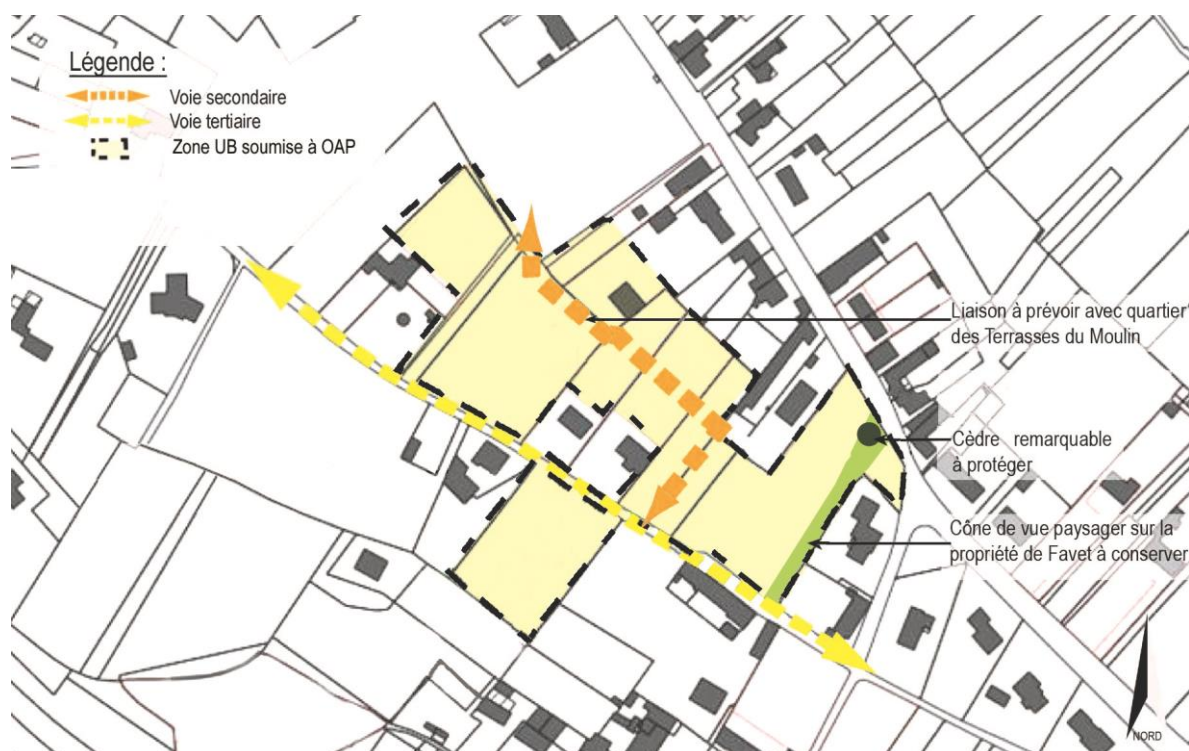 Légende :
Voie secondaire
Voie tertiaire
Zone UB soumise à OAP
Liaison à prévoir avec quartier
des Terrasses du Moulin
Cèdre remarquable
à protéger
Cône de vue paysager sur la
propriété de Favet à conserver
NORD